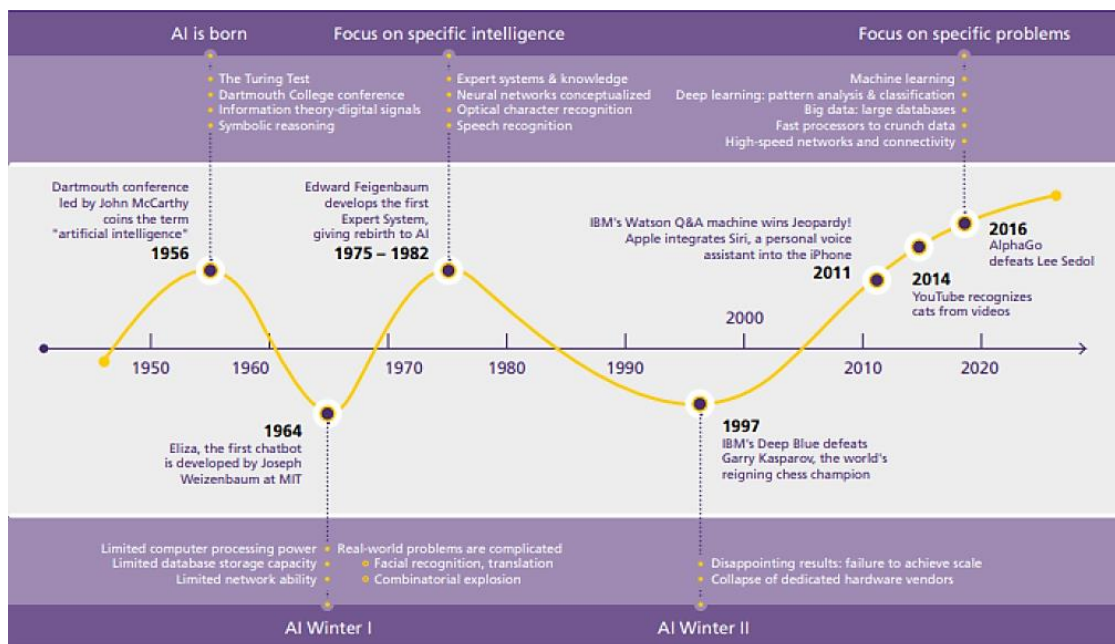 AI is born
Focus on specific intelligence
Focus on specific problems
The Turing Test
Dartmouth College conference
Information theory-digital signals
Symbolic reasoning
Expert systems & knowledge
Neural networks conceptualized
Optical character recognition
Speech recognition
Machine learning
Deep learning: pattern analysis & classification
Big data: large databases
Fast processors to crunch data
High-speed networks and connectivity
Dartmouth conference
led by John McCarthy
coins the term
"artificial intelligence"
1956
Edward Feigenbaum
develops the first
Expert System,
giving rebirth to AI
1975 – 1982
IBM's Watson Q&A machine wins Jeopardy!
Apple integrates Siri, a personal voice
assistant into the iPhone
2011
2014
YouTube recognizes
cats from videos
2016
AlphaGo
defeats Lee Sedol
1950
1960
1970
1980
1990
2000
2010
2020
1964
Eliza, the first chatbot
is developed by Joseph
Weizenbaum at MIT
1997
IBM's Deep Blue defeats
Garry Kasparov, the world's
reigning chess champion
Limited computer processing power
Limited database storage capacity
Limited network ability
Real-world problems are complicated
Facial recognition, translation
Combinatorial explosion
Disappointing results: failure to achieve scale
Collapse of dedicated hardware vendors
AI Winter I
AI Winter II